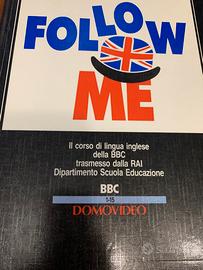 FOLLOW
ME
Il corso di lingua inglese
della BBC
trasmesso dalla RAI
Dipartimento Scuola Educazione
BBC
1-15
DOMOVIDEO